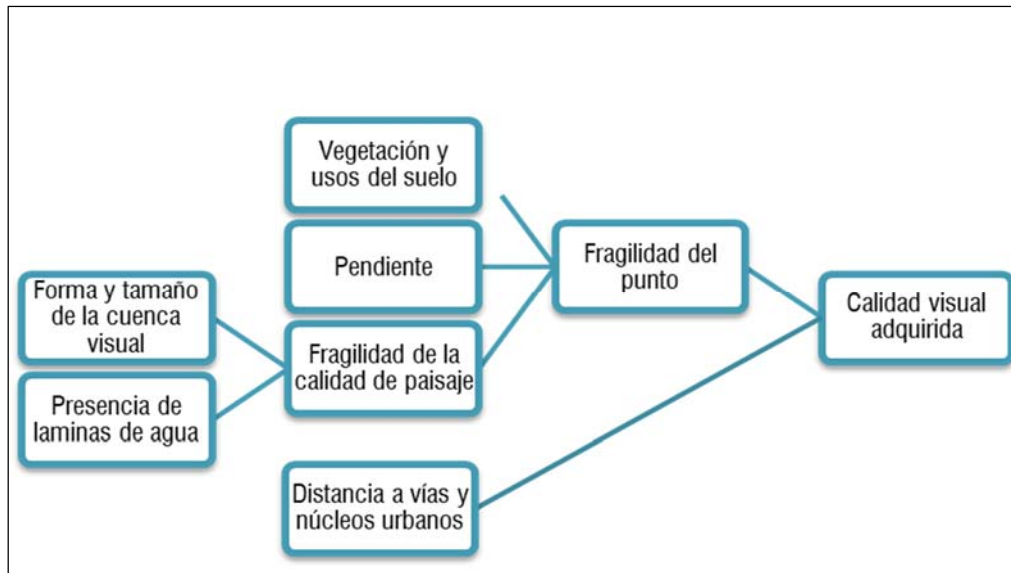 Vegetación y
usos del suelo
Pendiente
Forma y tamaño
de la cuenca
visual
Fragilidad de la
calidad de paisaje
Presencia de
laminas de agua
Distancia a vías y
núcleos urbanos
Fragilidad del
punto
Calidad visual
adquirida